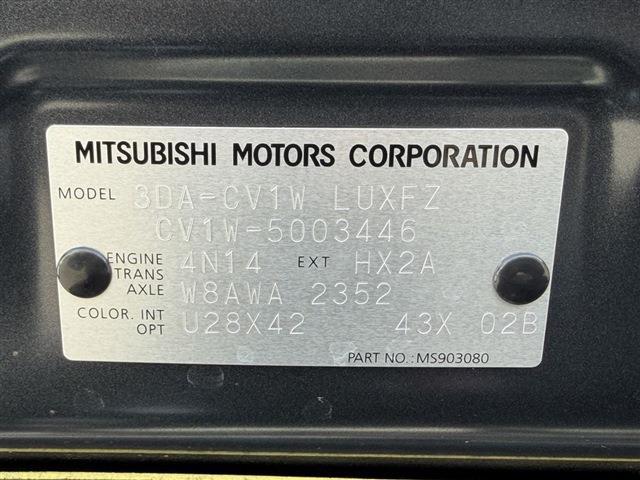 MITSUBISHI MOTORS CORPORATION
MODEL 3DA-CV1W LUXFZ
CV1W-5003446
ENGINE 4N14 EXT HX2A
TRANS
AXLE W8AWA 2352
COLOR. INT U28X42 43X 02B
OPT
PART NO.: MS903080